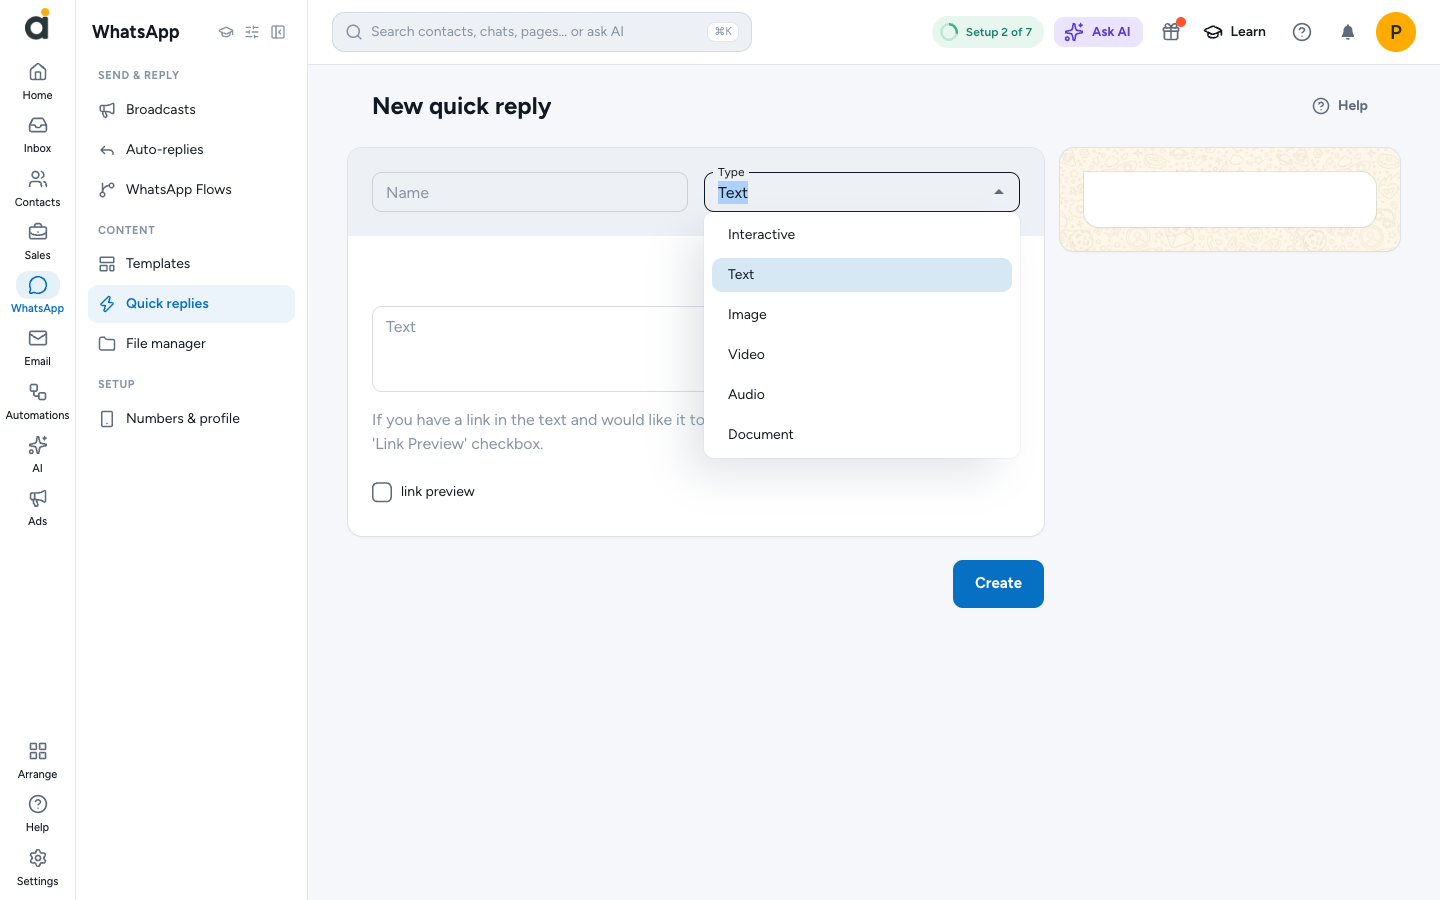 WhatsApp
Search contacts, chats, pages... or ask AI
⌘K
Setup 2 of 7
Ask AI
Learn
P
Home
Inbox
Contacts
Sales
WhatsApp
Email
Automations
AI
Ads
Arrange
Help
Settings
SEND & REPLY
Broadcasts
Auto-replies
WhatsApp Flows
CONTENT
Templates
Quick replies
File manager
SETUP
Numbers & profile
New quick reply
Help
Name
Type
Text
Interactive
Text
Image
Video
Audio
Document
Text
If you have a link in the text and would like it to
'Link Preview' checkbox.
link preview
Create